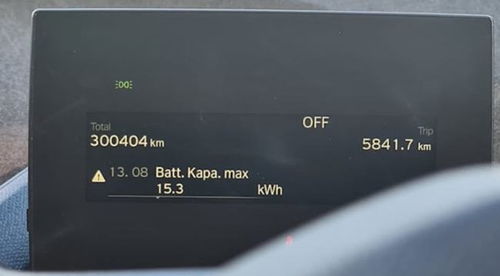 OFF
Total
Trip
300404 km
5841.7 km
13. 08 Batt. Kapa. max
15.3 kWh